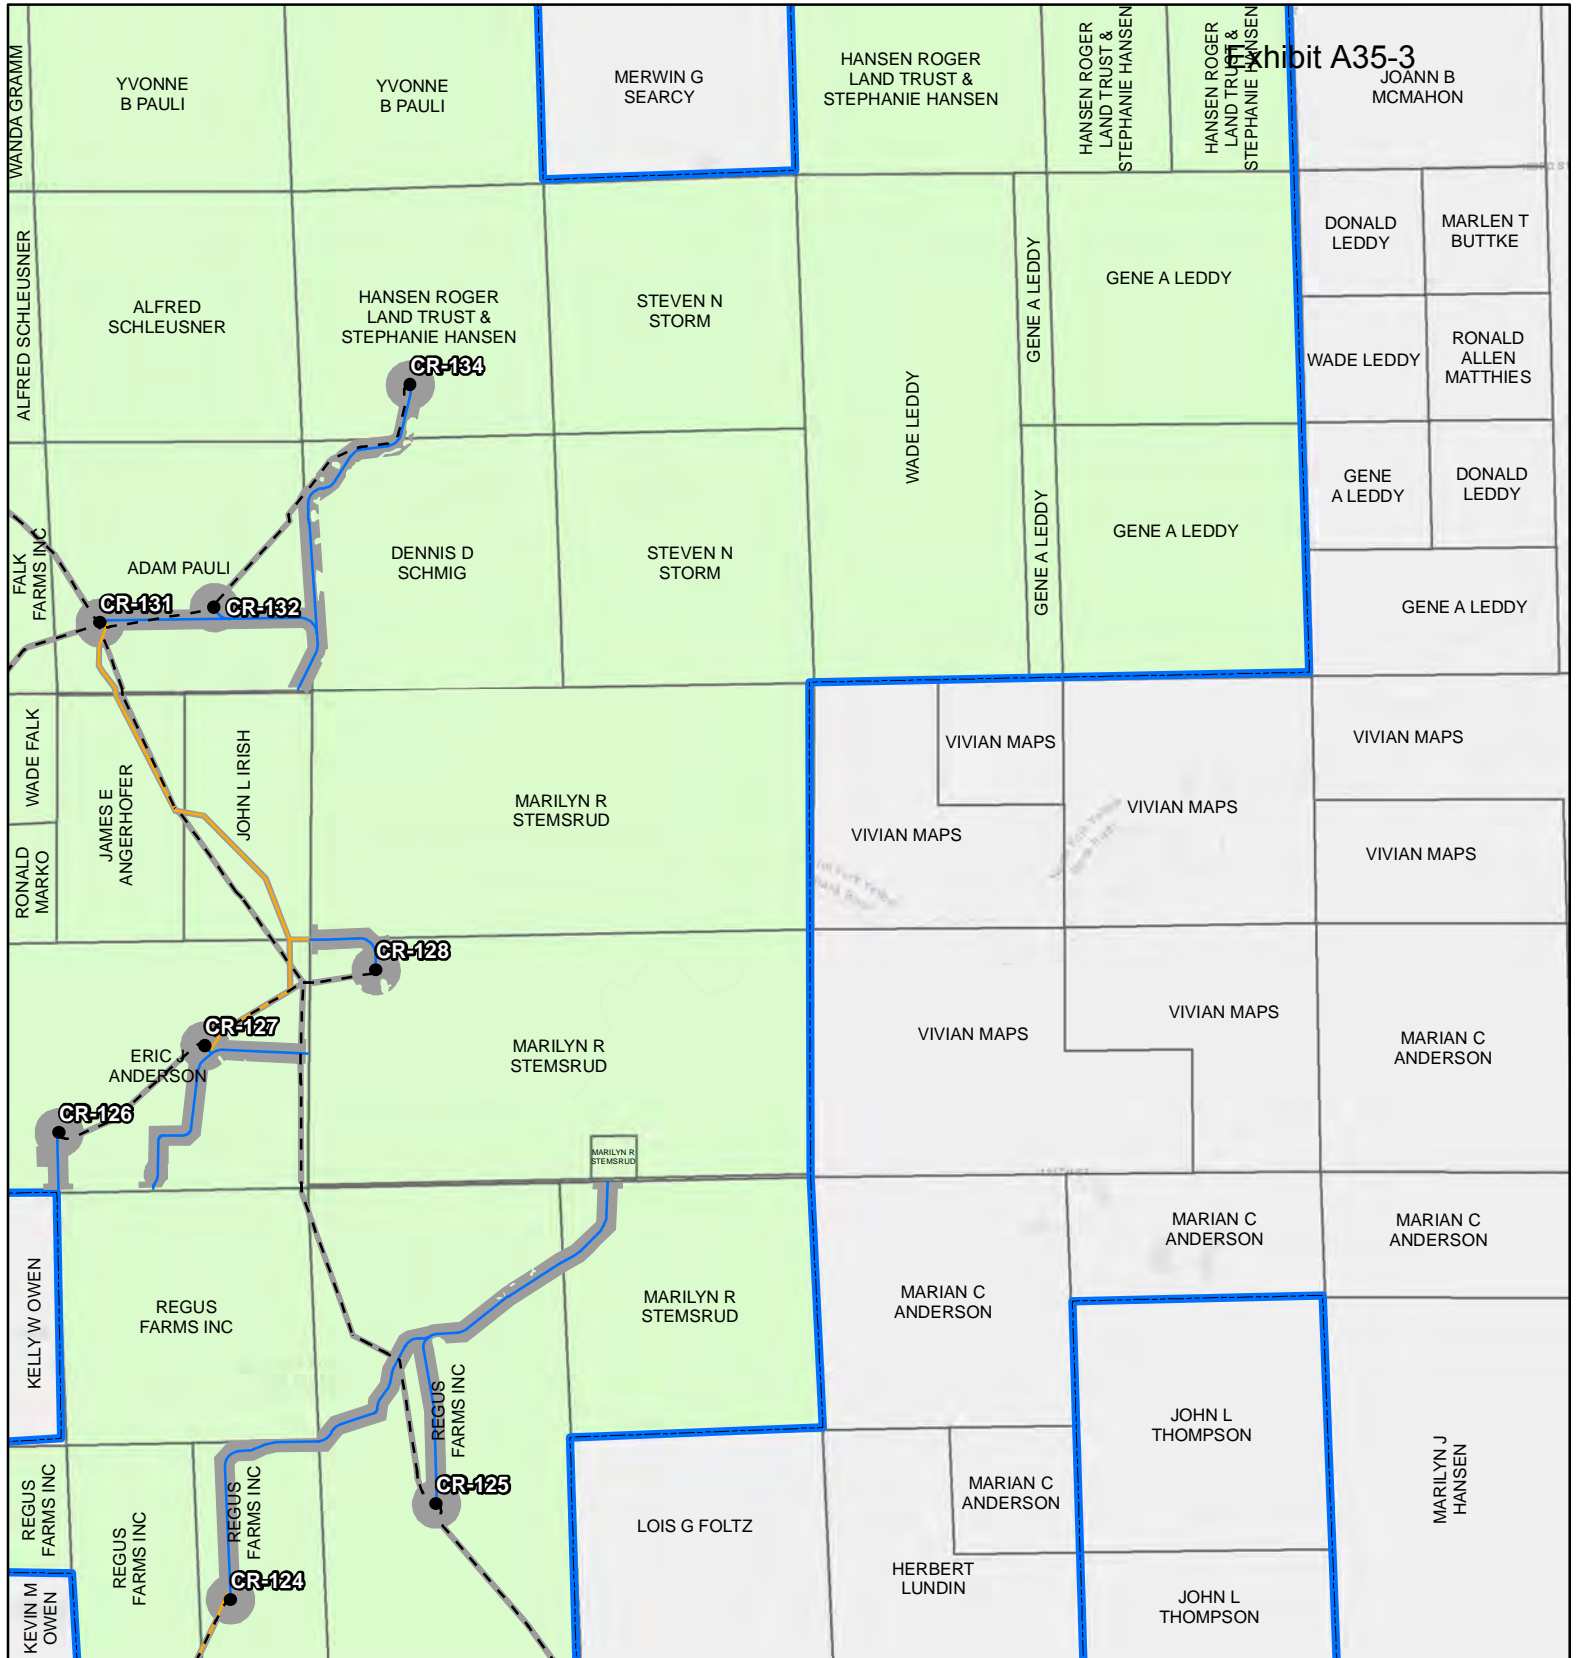 Exhibit A35-3
WANDA GRAMM
YVONNE
B PAULI
YVONNE
B PAULI
MERWIN G
SEARCY
HANSEN ROGER
LAND TRUST &
STEPHANIE HANSEN
HANSEN ROGER
LAND TRUST &
STEPHANIE HANSEN
HANSEN ROGER
LAND TRUST &
STEPHANIE HANSEN
JOANN B
MCMAHON
ALFRED SCHLEUSNER
ALFRED
SCHLEUSNER
HANSEN ROGER
LAND TRUST &
STEPHANIE HANSEN
STEVEN N
STORM
WADE LEDDY
GENE A LEDDY
GENE A LEDDY
DONALD
LEDDY
MARLEN T
BUTTKE
WADE LEDDY
RONALD
ALLEN
MATTHIES
CR-134
FALK
FARMS INC
ADAM PAULI
CR-131
CR-132
DENNIS D
SCHMIG
STEVEN N
STORM
GENE A LEDDY
GENE A LEDDY
GENE
A LEDDY
DONALD
LEDDY
GENE A LEDDY
WADE FALK
RONALD
MARKO
JAMES E
ANGERHOFER
JOHN L IRISH
MARILYN R
STEMSRUD
VIVIAN MAPS
VIVIAN MAPS
VIVIAN MAPS
VIVIAN MAPS
VIVIAN MAPS
CR-128
CR-127
ERIC J
ANDERSON
CR-126
MARILYN R
STEMSRUD
MARILYN R
STEMSRUD
VIVIAN MAPS
VIVIAN MAPS
MARIAN C
ANDERSON
KELLY W OWEN
REGUS
FARMS INC
MARILYN R
STEMSRUD
MARIAN C
ANDERSON
MARIAN C
ANDERSON
MARIAN C
ANDERSON
REGUS
FARMS INC
CR-125
REGUS
FARMS INC
REGUS
FARMS INC
REGUS
FARMS INC
CR-124
KEVIN M
OWEN
LOIS G FOLTZ
HERBERT
LUNDIN
MARIAN C
ANDERSON
JOHN L
THOMPSON
JOHN L
THOMPSON
MARILYN J
HANSEN